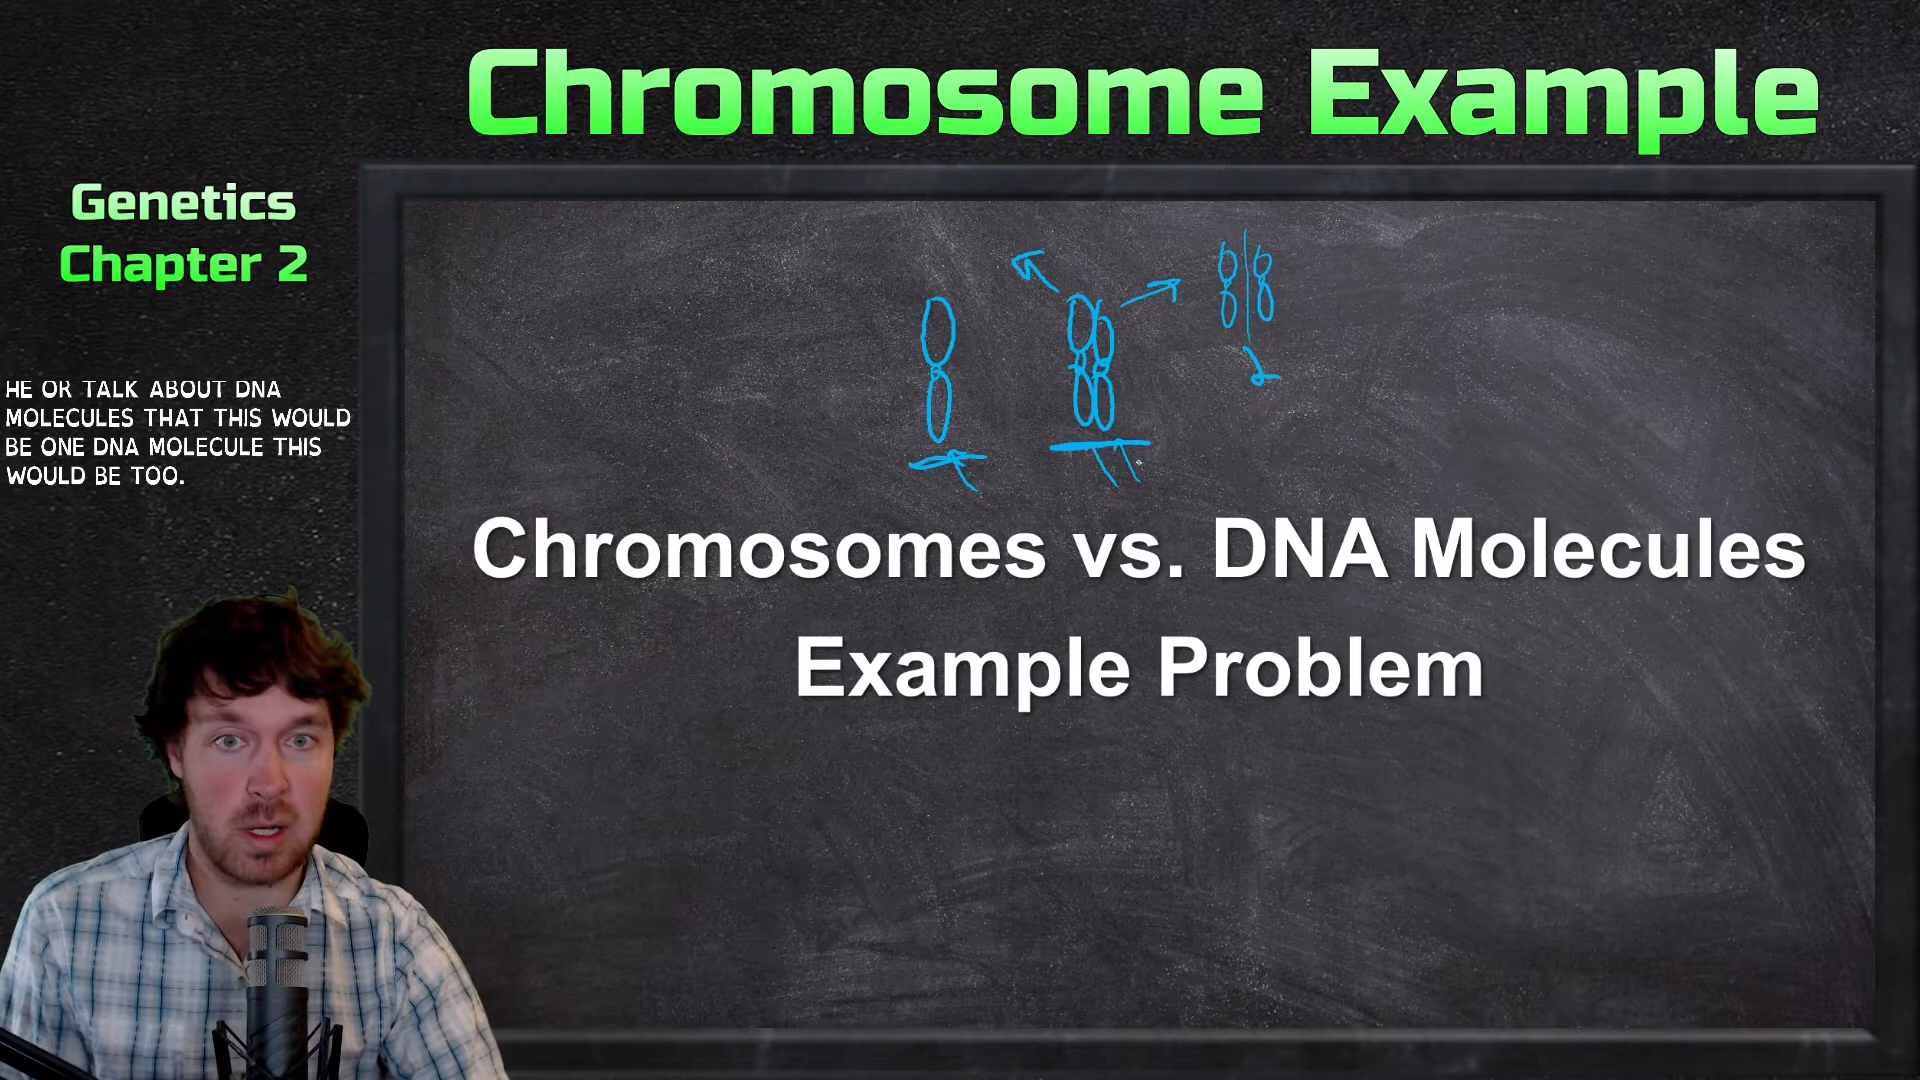 Chromosome Example
Genetics
Chapter 2
HE OR TALK ABOUT DNA
MOLECULES THAT THIS WOULD
BE ONE DNA MOLECULE THIS
WOULD BE TOO.
2
Chromosomes vs. DNA Molecules
Example Problem